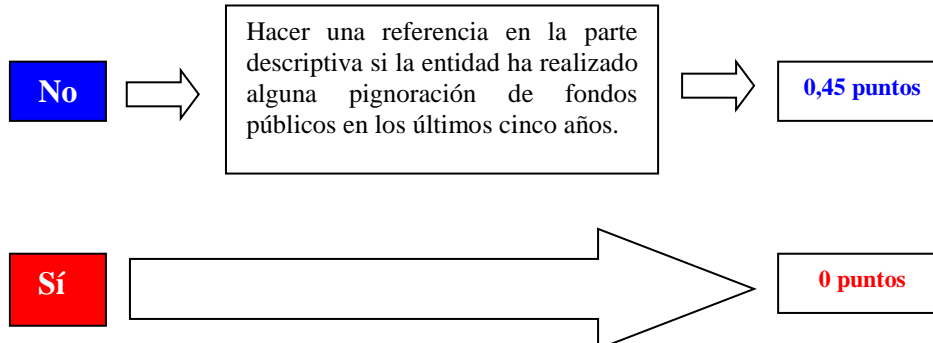 Hacer una referencia en la parte
descriptiva si la entidad ha realizado
alguna pignoración de fondos
públicos en los últimos cinco años.
No
0,45 puntos
Sí
0 puntos